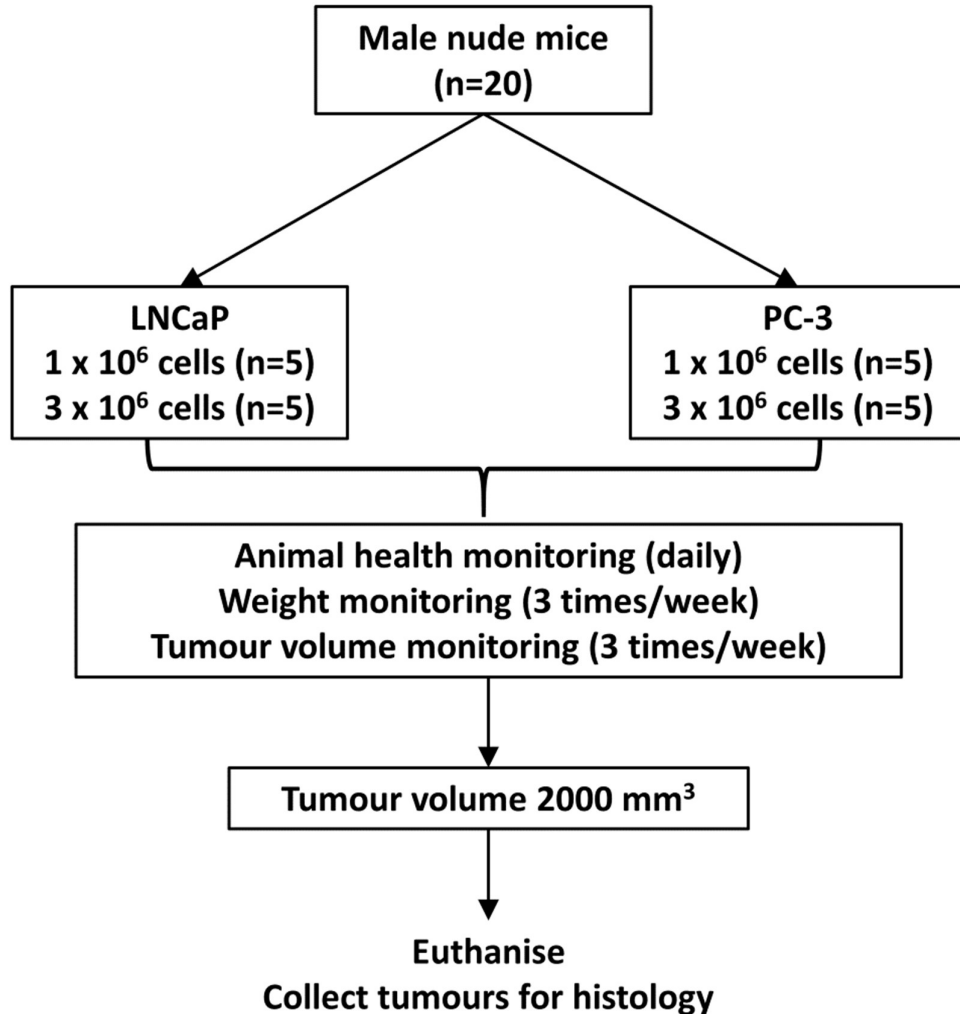 Male nude mice
(n=20)
LNCaP
1 x 10⁶ cells (n=5)
3 x 10⁶ cells (n=5)
PC-3
1 x 10⁶ cells (n=5)
3 x 10⁶ cells (n=5)
Animal health monitoring (daily)
Weight monitoring (3 times/week)
Tumour volume monitoring (3 times/week)
Tumour volume 2000 mm³
Euthanise
Collect tumours for histology